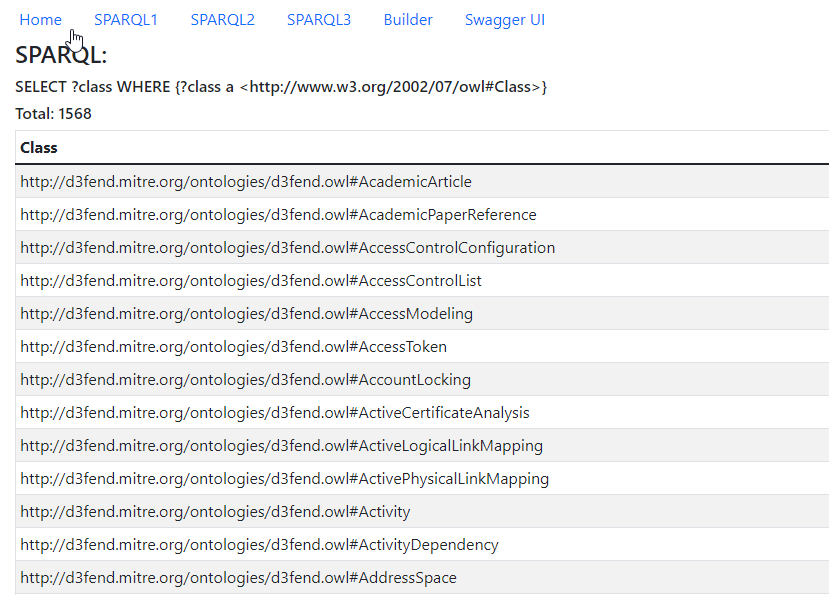 Home SPARQL1 SPARQL2 SPARQL3 Builder Swagger UI
SPARQL:
SELECT ?class WHERE {?class a <http://www.w3.org/2002/07/owl#Class>}
Total: 1568
Class
http://d3fend.mitre.org/ontologies/d3fend.owl#AcademicArticle
http://d3fend.mitre.org/ontologies/d3fend.owl#AcademicPaperReference
http://d3fend.mitre.org/ontologies/d3fend.owl#AccessControlConfiguration
http://d3fend.mitre.org/ontologies/d3fend.owl#AccessControlList
http://d3fend.mitre.org/ontologies/d3fend.owl#AccessModeling
http://d3fend.mitre.org/ontologies/d3fend.owl#AccessToken
http://d3fend.mitre.org/ontologies/d3fend.owl#AccountLocking
http://d3fend.mitre.org/ontologies/d3fend.owl#ActiveCertificateAnalysis
http://d3fend.mitre.org/ontologies/d3fend.owl#ActiveLogicalLinkMapping
http://d3fend.mitre.org/ontologies/d3fend.owl#ActivePhysicalLinkMapping
http://d3fend.mitre.org/ontologies/d3fend.owl#Activity
http://d3fend.mitre.org/ontologies/d3fend.owl#ActivityDependency
http://d3fend.mitre.org/ontologies/d3fend.owl#AddressSpace